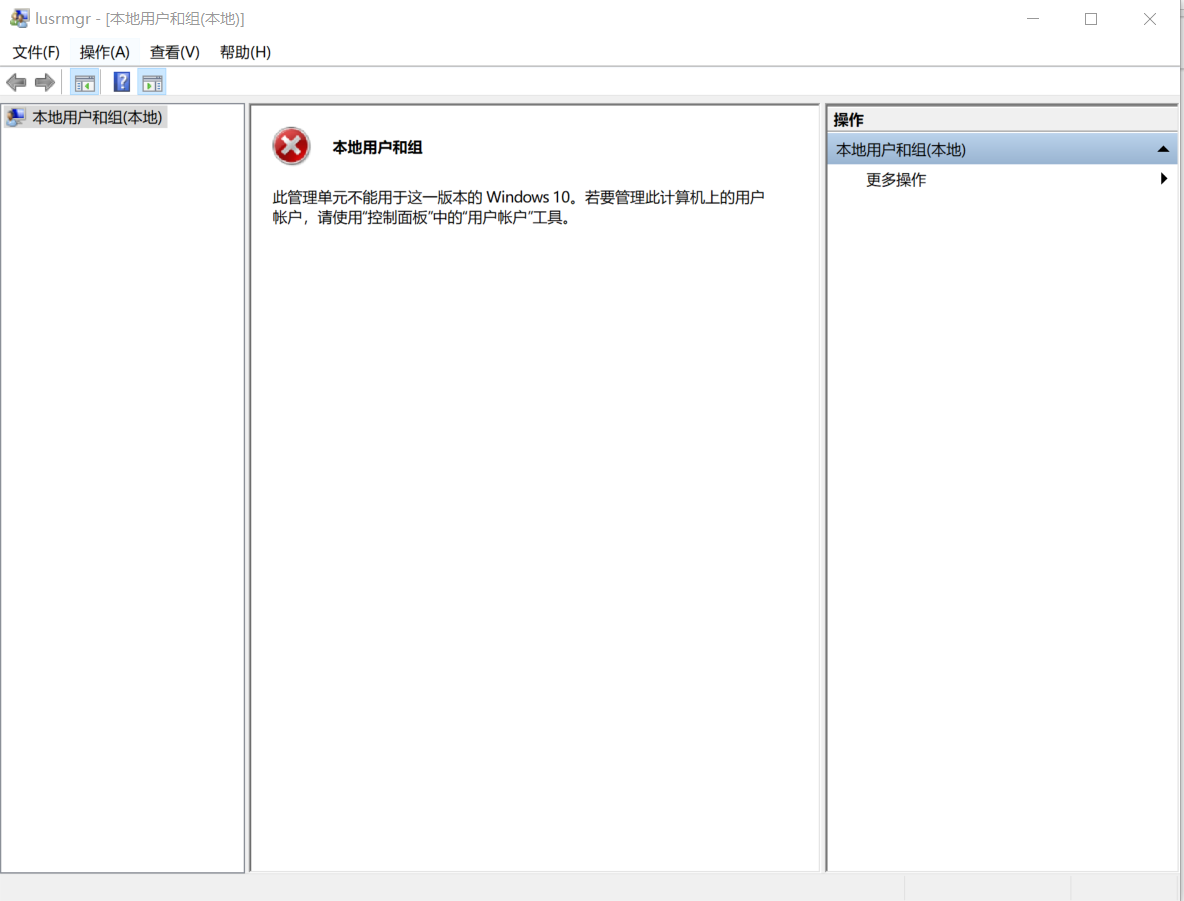 lusrmgr - [本地用户和组(本地)]
文件(F) 操作(A) 查看(V) 帮助(H)
本地用户和组(本地)
本地用户和组
此管理单元不能用于这一版本的 Windows 10。若要管理此计算机上的用户
帐户，请使用"控制面板"中的"用户帐户"工具。
操作
本地用户和组(本地)
更多操作